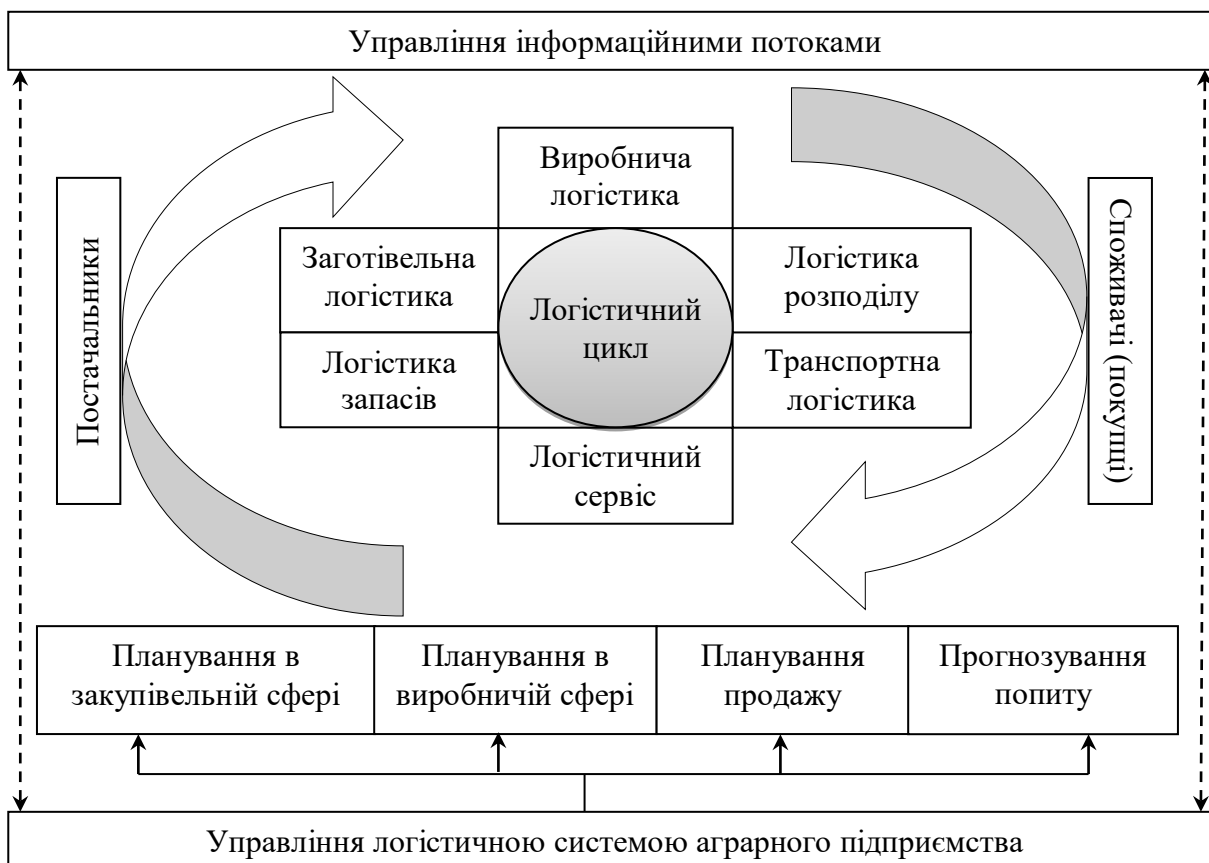 Управління інформаційними потоками
Виробнича
логістика
Постачальники
Заготівельна
логістика
Логістичний
цикл
Логістика
розподілу
Споживачі (покупці)
Логістика
запасів
Транспортна
логістика
Логістичний
сервіс
Планування в
закупівельній сфері
Планування в
виробничій сфері
Планування
продажу
Прогнозування
попиту
Управління логістичною системою аграрного підприємства